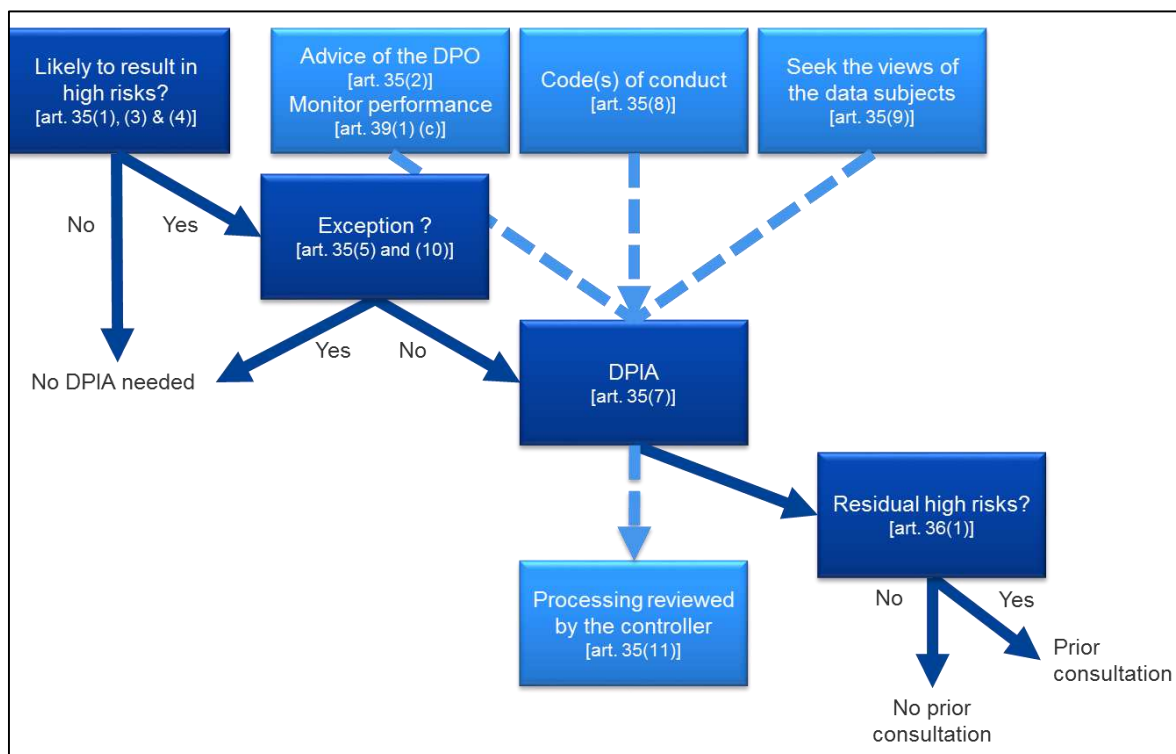 Likely to result in
high risks?
[art. 35(1), (3) & (4)]
Advice of the DPO
[art. 35(2)]
Monitor performance
[art. 39(1) (c)]
Code(s) of conduct
[art. 35(8)]
Seek the views of
the data subjects
[art. 35(9)]
No
Yes
Exception ?
[art. 35(5) and (10)]
Yes
No
No DPIA needed
DPIA
[art. 35(7)]
Residual high risks?
[art. 36(1)]
Processing reviewed
by the controller
[art. 35(11)]
No
Yes
Prior
consultation
No prior
consultation